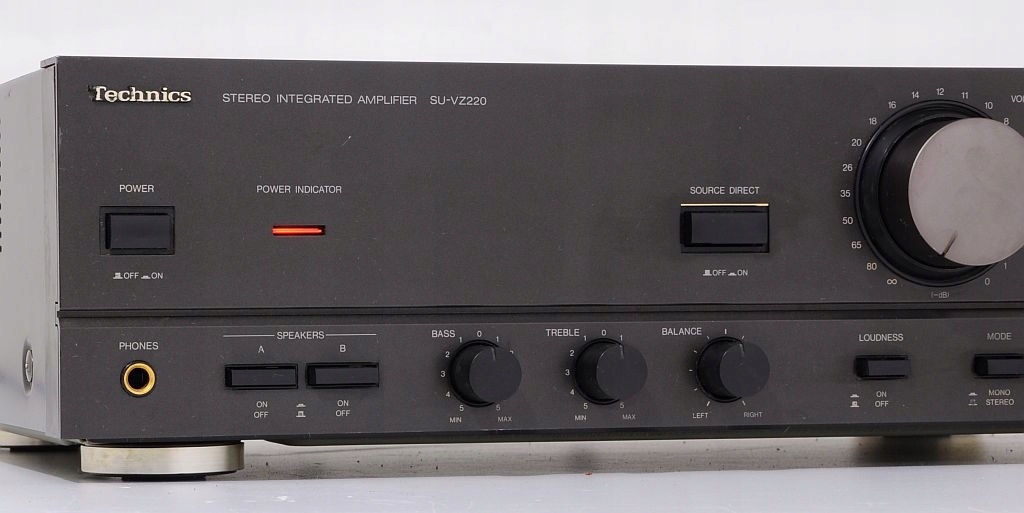 Technics
STEREO INTEGRATED AMPLIFIER SU-VZ220
POWER
OFF ON
POWER INDICATOR
SOURCE DIRECT
OFF ON
∞ 80 65 50 35 26 20 18 16 14 12 11 10 8
1 0
(-dB)
PHONES
SPEAKERS
A B
ON ON
OFF OFF
BASS
5 4 3 2 1 0 1
5
MIN MAX
TREBLE
5 4 3 2 1 0 1
5
MIN MAX
BALANCE
LEFT RIGHT
LOUDNESS
ON
OFF
MODE
MONO
STEREO